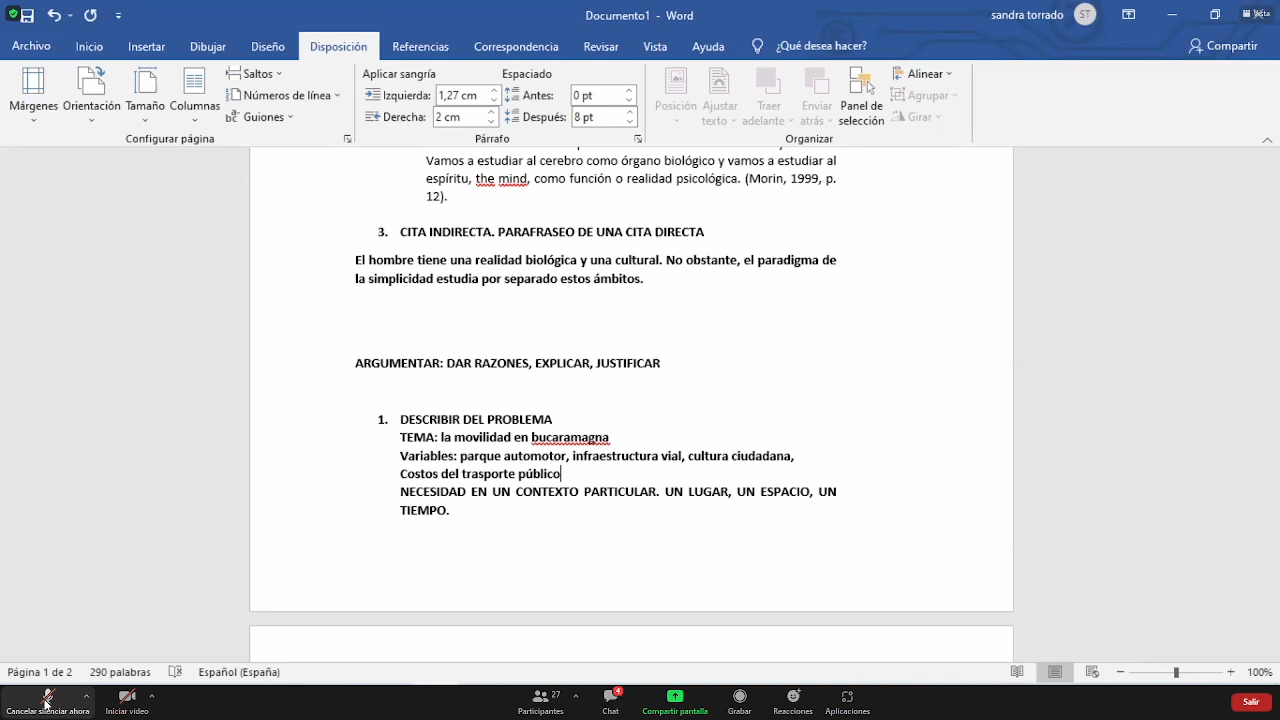 Documento1 - Word
sandra torrado
ST
Archivo Inicio Insertar Dibujar Diseño Disposición Referencias Correspondencia Revisar Vista Ayuda ¿Qué desea hacer? Compartir
Saltos
Aplicar sangría
Espaciado
Alinear
Números de línea
Izquierda: 1,27 cm
Antes: 0 pt
Agrupar
Márgenes Orientación Tamaño Columnas
Guiones
Derecha: 2 cm
Después: 8 pt
Posición
Ajustar texto
Traer adelante
Enviar atrás
Panel de selección
Girar
Configurar página
Párrafo
Organizar
Vamos a estudiar al cerebro como órgano biológico y vamos a estudiar al
espíritu, the mind, como función o realidad psicológica. (Morin, 1999, p.
12).
3. CITA INDIRECTA. PARAFRASEO DE UNA CITA DIRECTA
El hombre tiene una realidad biológica y una cultural. No obstante, el paradigma de
la simplicidad estudia por separado estos ámbitos.
ARGUMENTAR: DAR RAZONES, EXPLICAR, JUSTIFICAR
1. DESCRIBIR DEL PROBLEMA
TEMA: la movilidad en bucaramagna
Variables: parque automotor, infraestructura vial, cultura ciudadana,
Costos del trasporte público
NECESIDAD EN UN CONTEXTO PARTICULAR. UN LUGAR, UN ESPACIO, UN
TIEMPO.
Página 1 de 2 290 palabras Español (España) 100%
Cancelar silenciar ahora
Iniciar video
27
Participantes
4
Chat
Compartir pantalla
Grabar
Reacciones
Aplicaciones
Salir